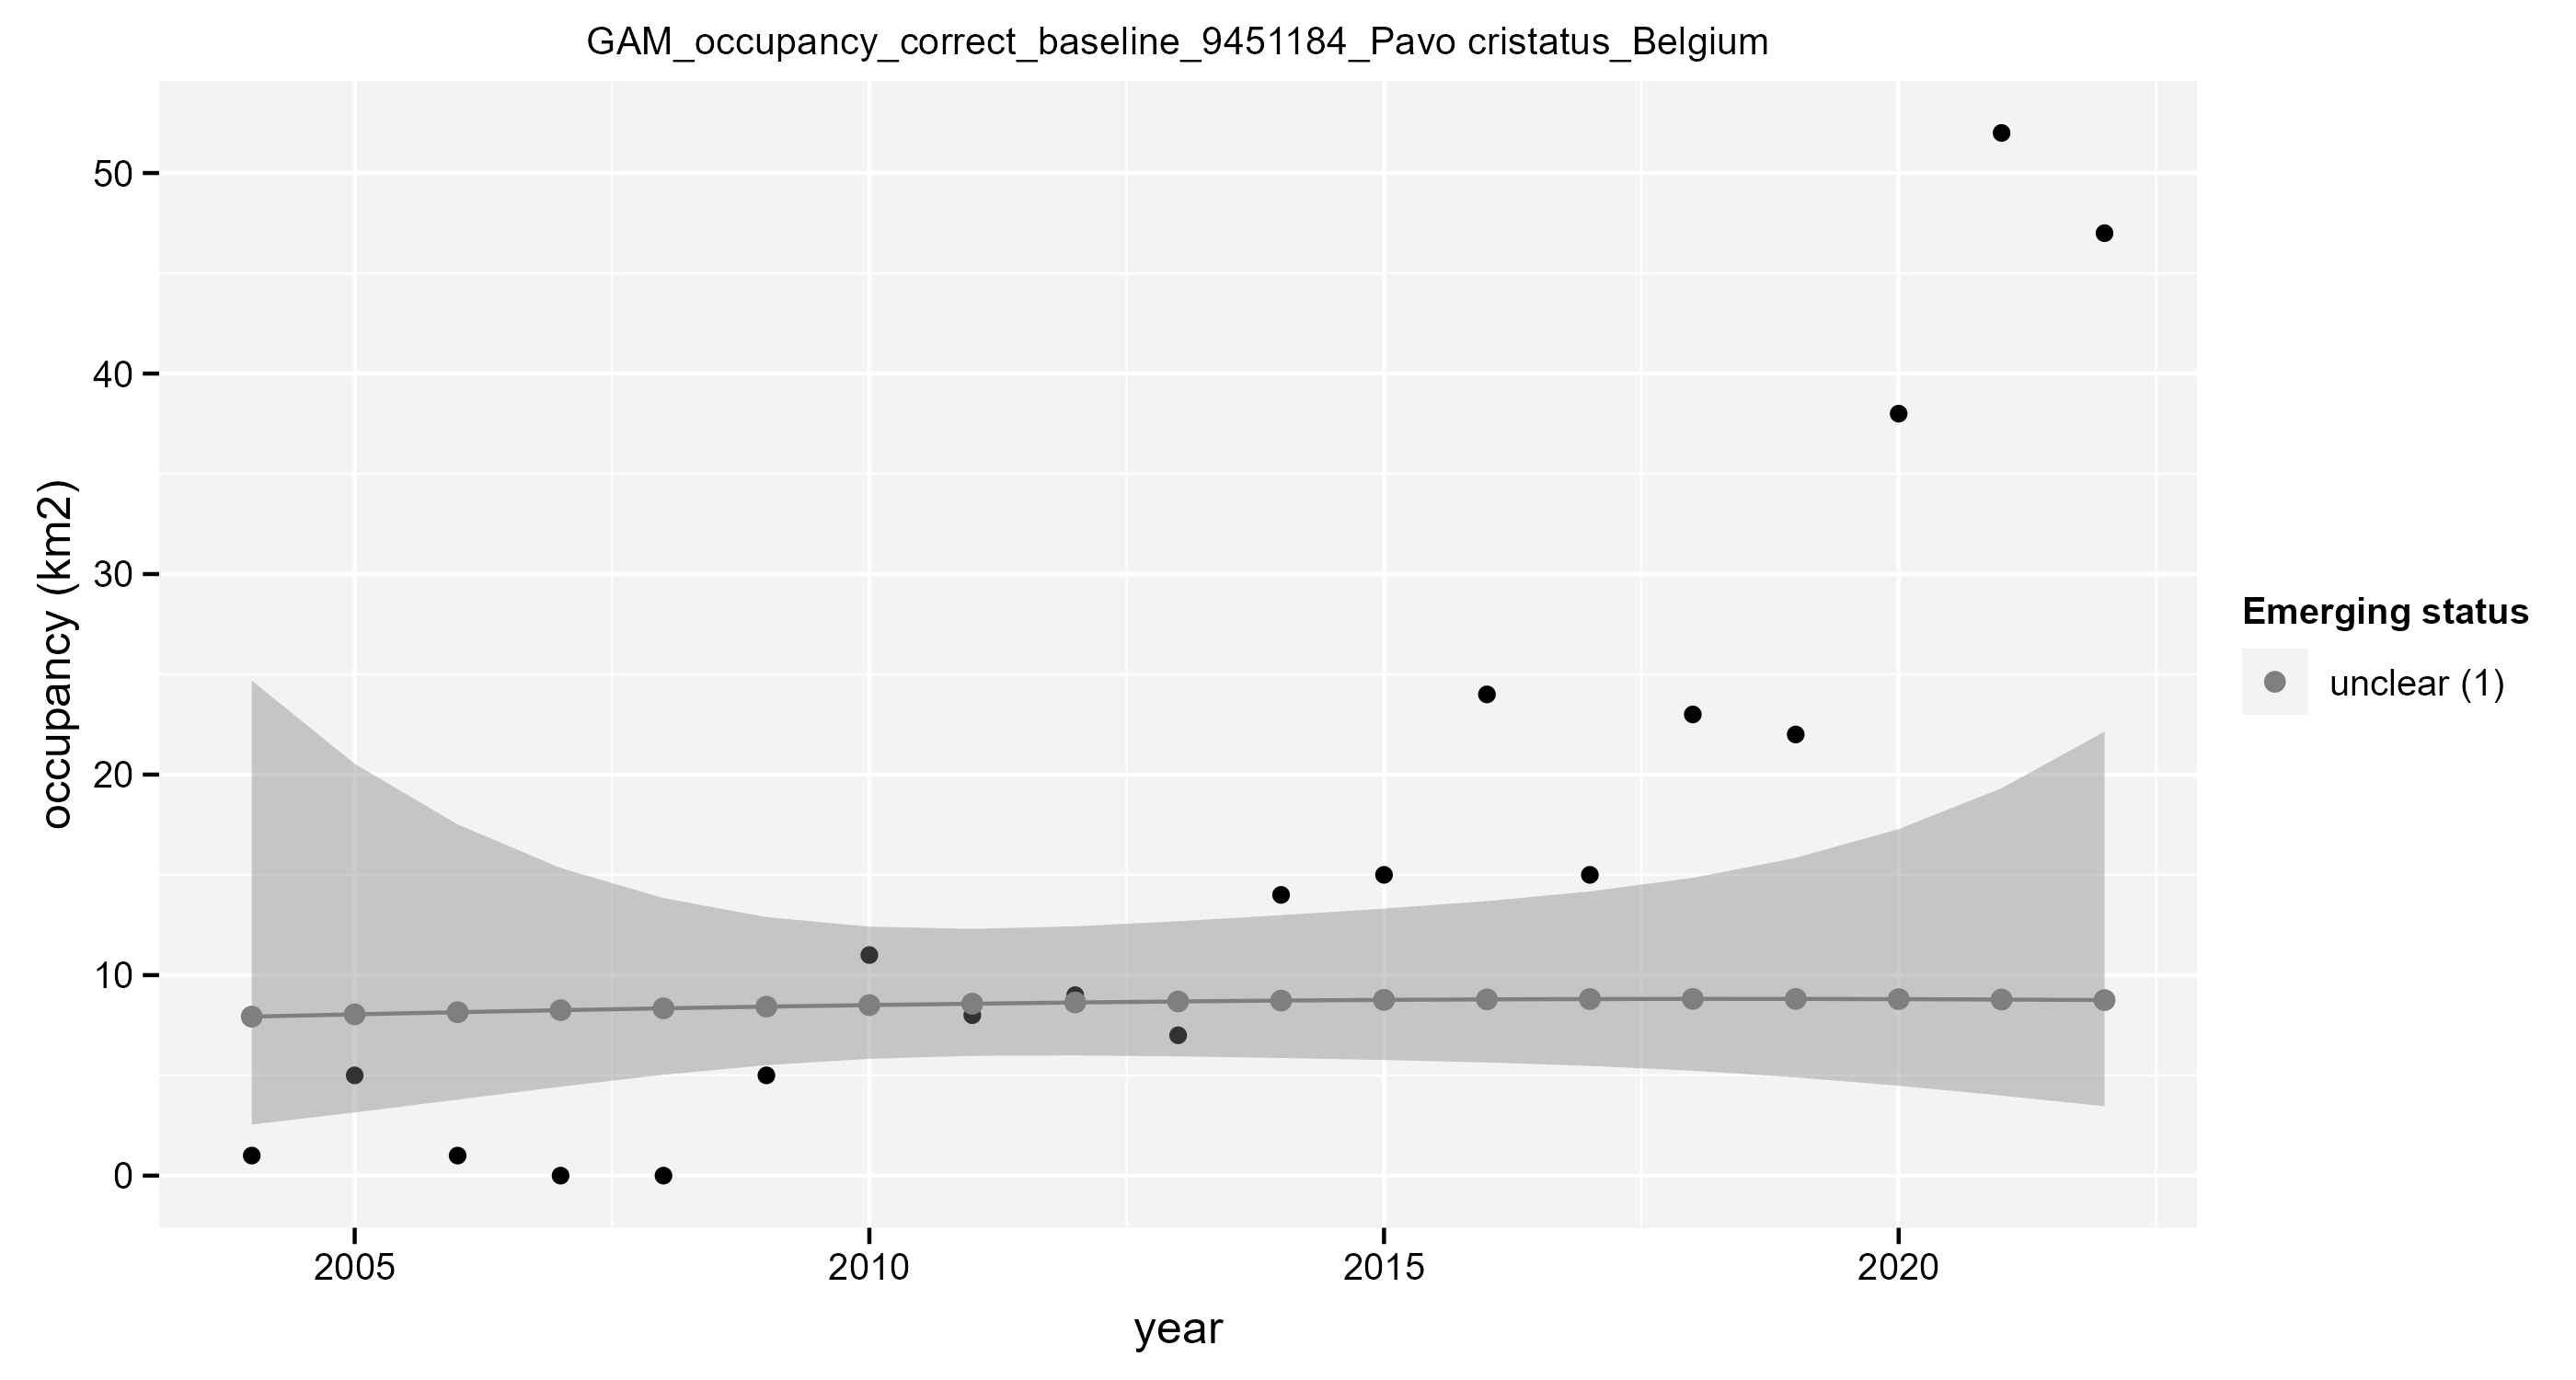 GAM_occupancy_correct_baseline_9451184_Pavo cristatus_Belgium
occupancy (km2)
50
40
30
20
10
0
2005 2010 2015 2020
year
Emerging status
unclear (1)